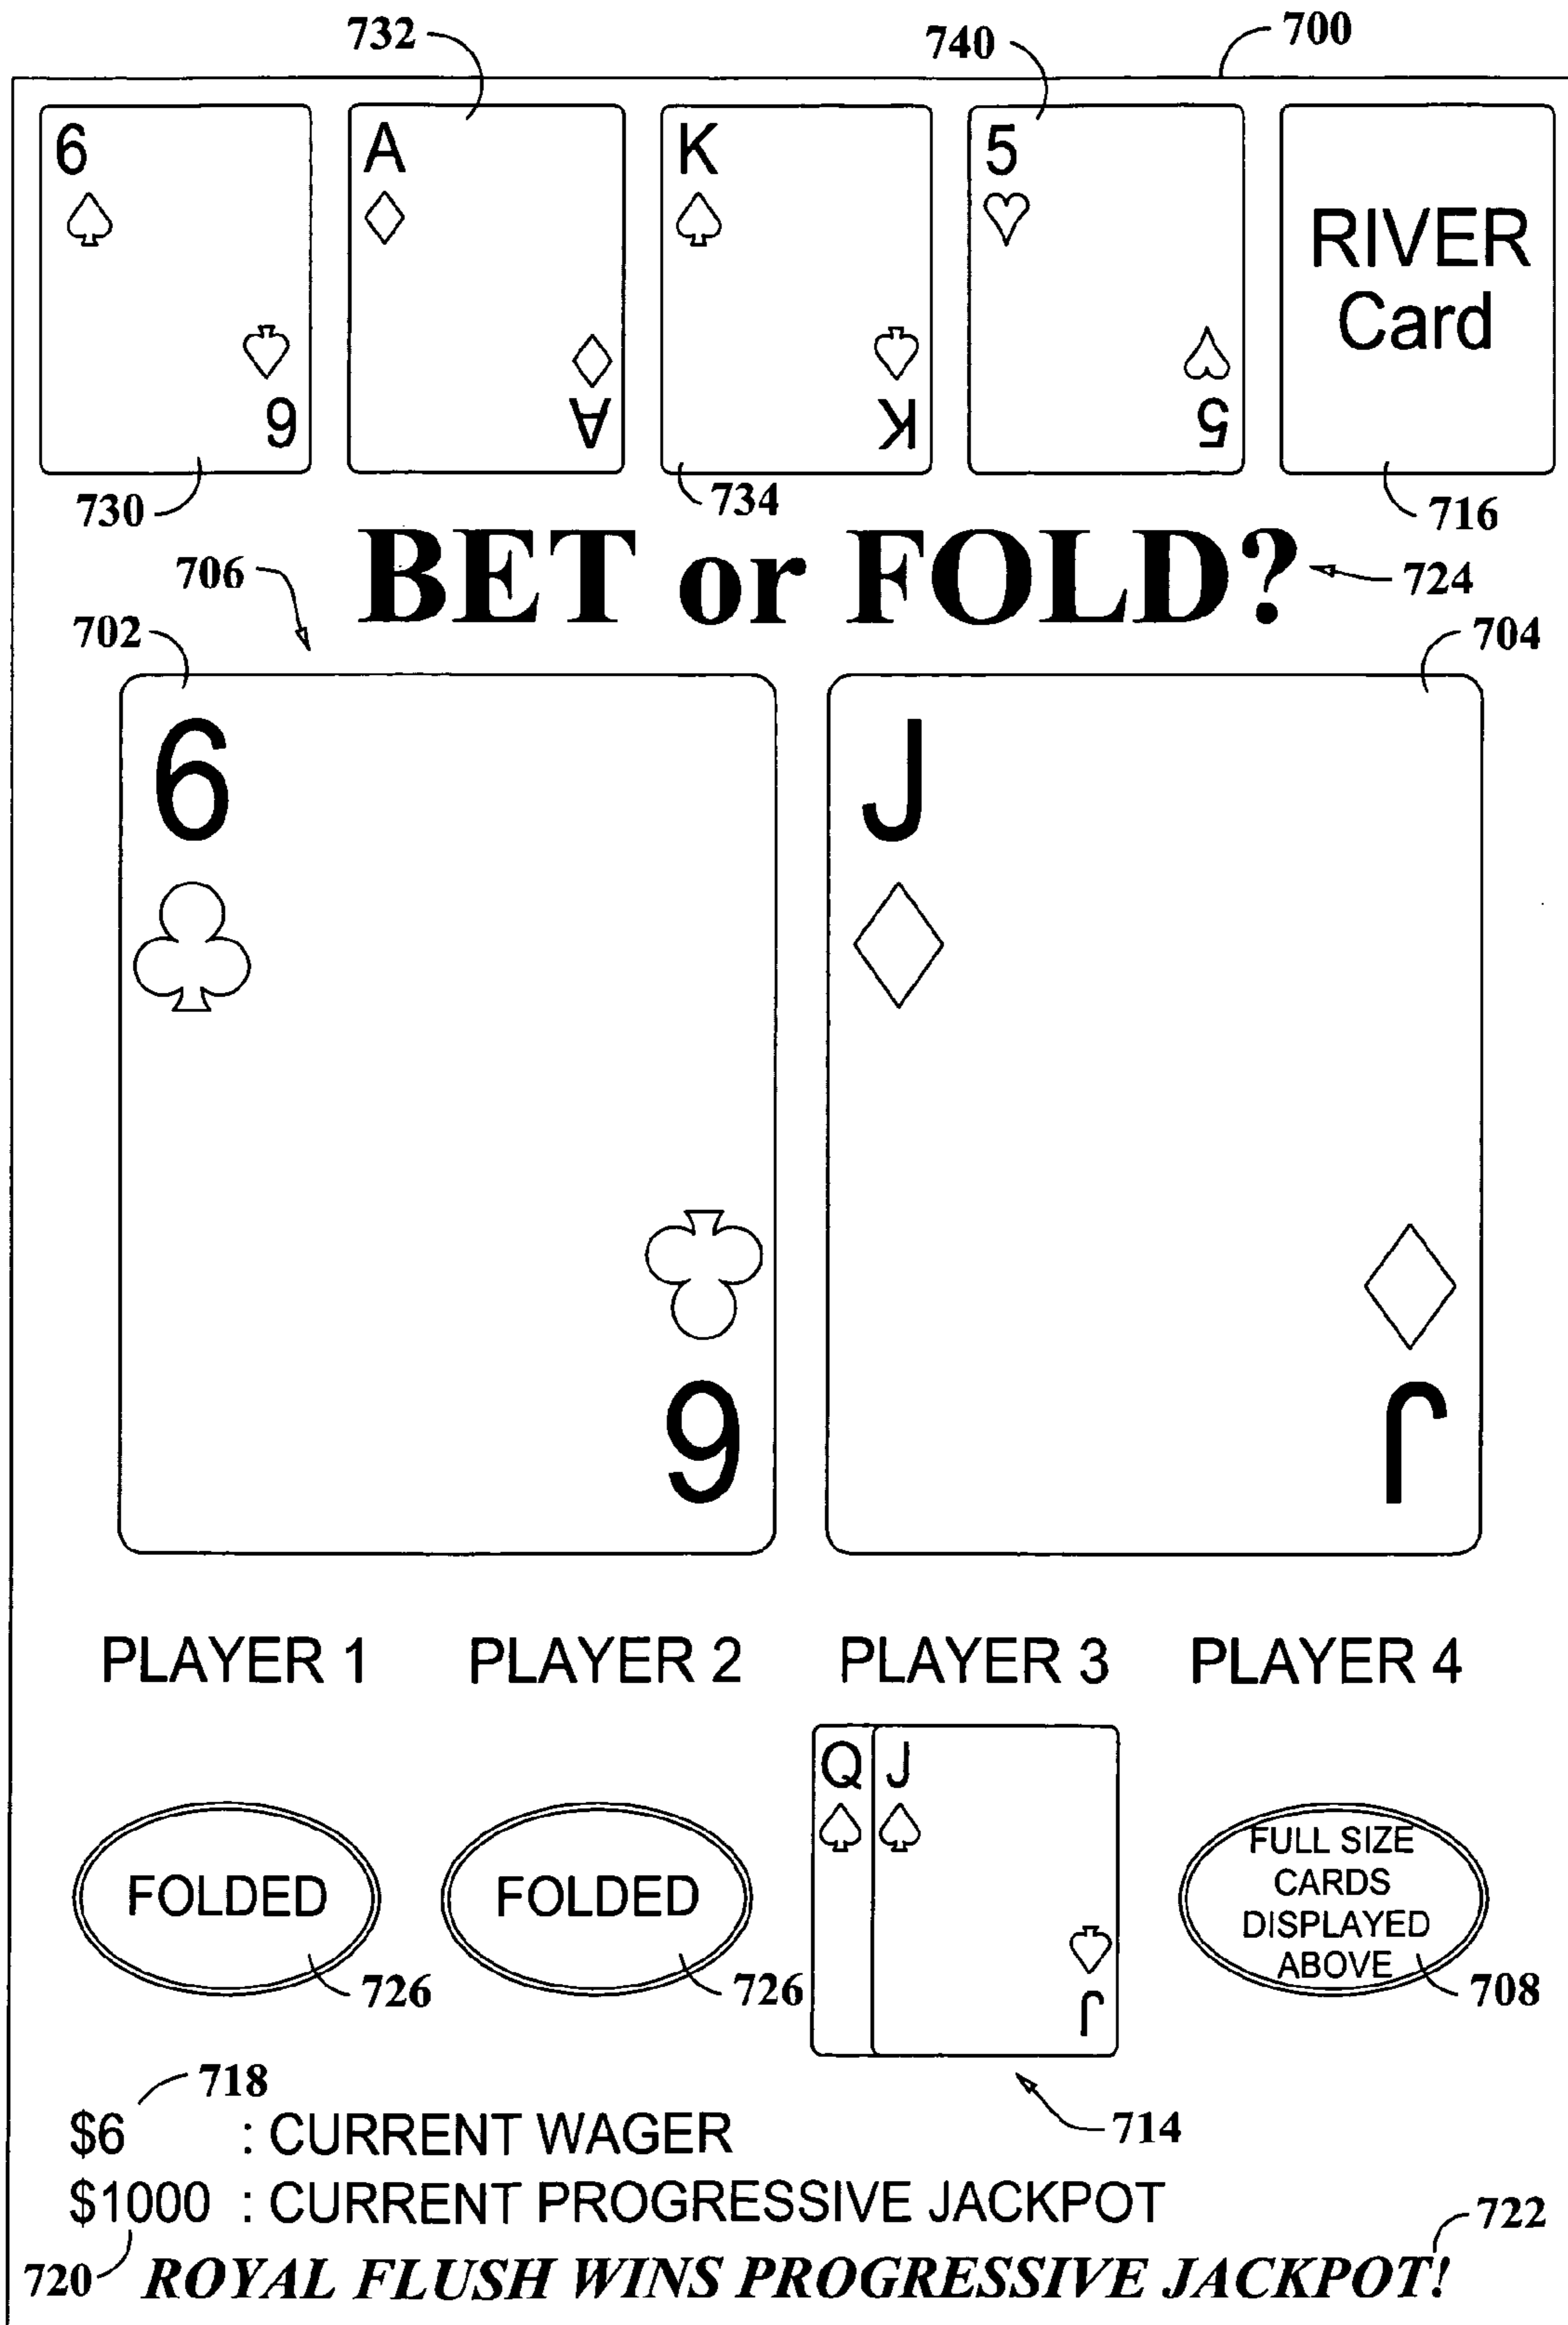 732 740 700
6 A K 5
RIVER
Card
6 A K 5
730 734 716
BET or FOLD?
706 724
702 704
6 J
6 J
PLAYER 1 PLAYER 2 PLAYER 3 PLAYER 4
Q J
FOLDED FOLDED
FULL SIZE
CARDS
DISPLAYED
ABOVE
J
726 726 708
718
$6 : CURRENT WAGER
714
$1000 : CURRENT PROGRESSIVE JACKPOT
722
720 ROYAL FLUSH WINS PROGRESSIVE JACKPOT!